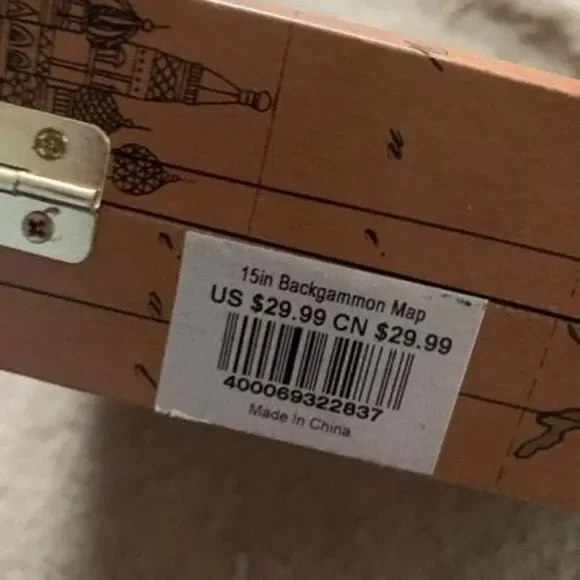 15in Backgammon Map
US $29.99 CN $29.99
400069322837
Made In China